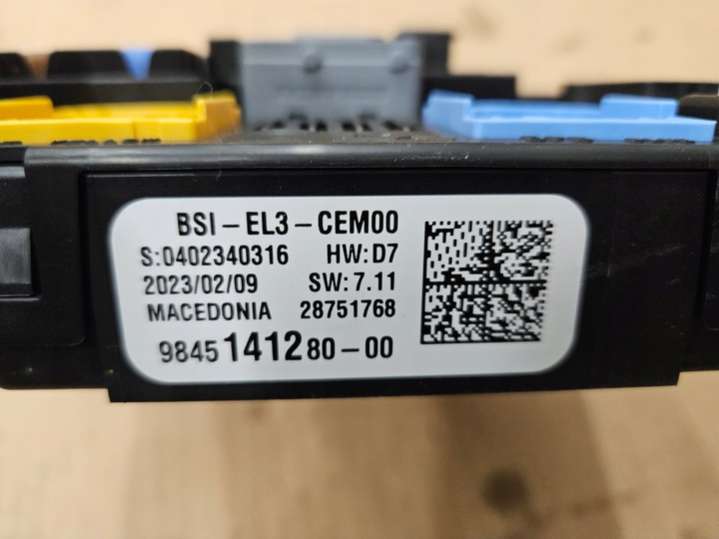 BSI-EL3-CEM00
S:0402340316 HW:D7
2023/02/09 SW:7.11
MACEDONIA 28751768
9845141280-00